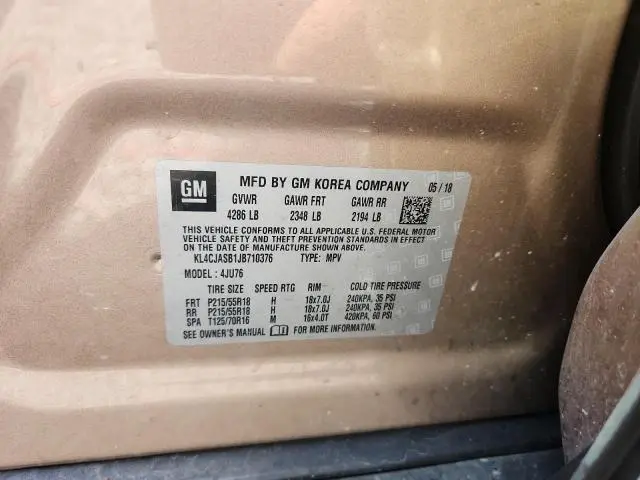 GM
MFD BY GM KOREA COMPANY 05 / 18
GVWR GAWR FRT GAWR RR
4286 LB 2348 LB 2194 LB
THIS VEHICLE CONFORMS TO ALL APPLICABLE U.S. FEDERAL MOTOR
VEHICLE SAFETY, BUMPER, AND THEFT PREVENTION STANDARDS
IN EFFECT ON THE DATE OF MANUFACTURE SHOWN ABOVE.
KL4CJASB1JB710376 TYPE: MPV
MODEL : 4JU76
TIRE SIZE SPEED RTG RIM COLD TIRE PRESSURE
FRT P215/55R18 H 18x7.0J 240KPA, 35 PSI
RR P215/55R18 H 18x7.0J 240KPA, 35 PSI
SPA T125/70R16 M 16x4.0T 420KPA, 60 PSI
SEE OWNER'S MANUAL FOR MORE INFORMATION.